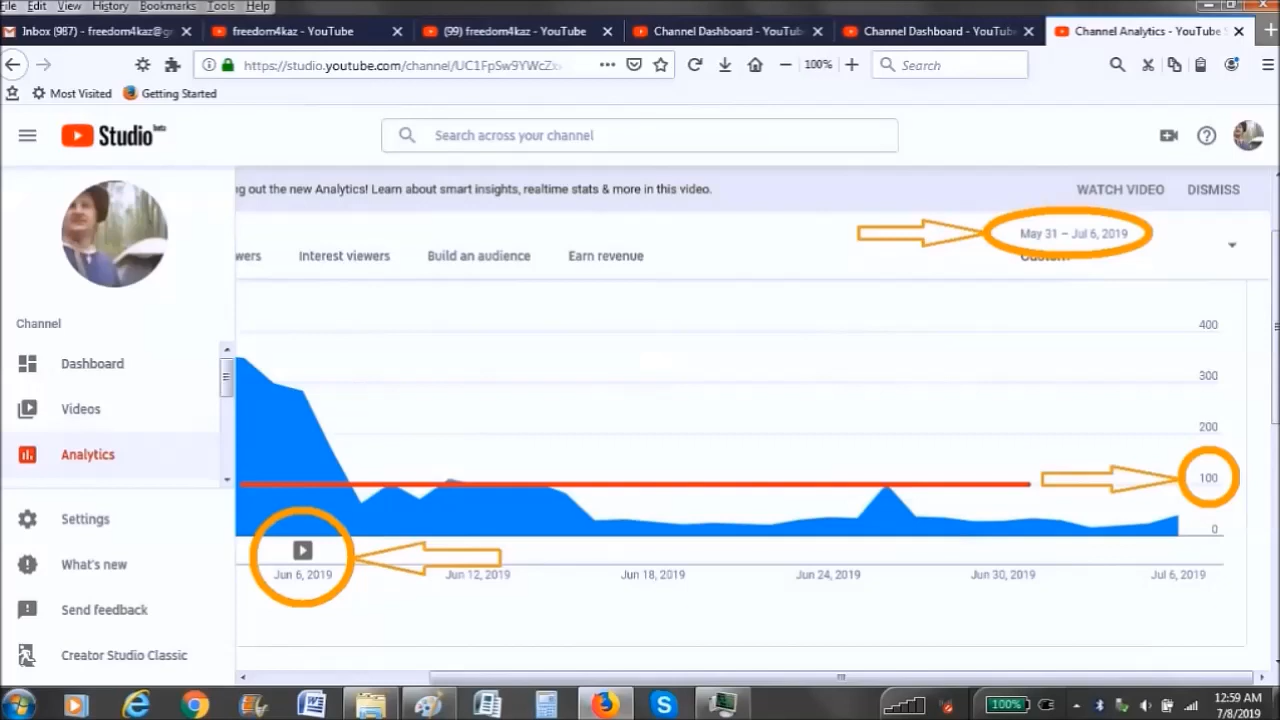 File Edit View History Bookmarks Tools Help
Inbox (987) - freedom4kaz@g
freedom4kaz - YouTube
(99) freedom4kaz - YouTube
Channel Dashboard - YouTub
Channel Dashboard - YouTube
Channel Analytics - YouTube S
https://studio.youtube.com/channel/UC1FpSw9YWcZ
100%
Search
Most Visited
Getting Started
Studio beta
Search across your channel
ng out the new Analytics! Learn about smart insights, realtime stats & more in this video.
WATCH VIDEO
DISMISS
May 31 – Jul 6, 2019
Custom
wers
Interest viewers
Build an audience
Earn revenue
Channel
Dashboard
Videos
Analytics
Settings
What's new
Send feedback
Creator Studio Classic
400
300
200
100
0
Jun 6, 2019
Jun 12, 2019
Jun 18, 2019
Jun 24, 2019
Jun 30, 2019
Jul 6, 2019
100%
12:59 AM
7/8/2019